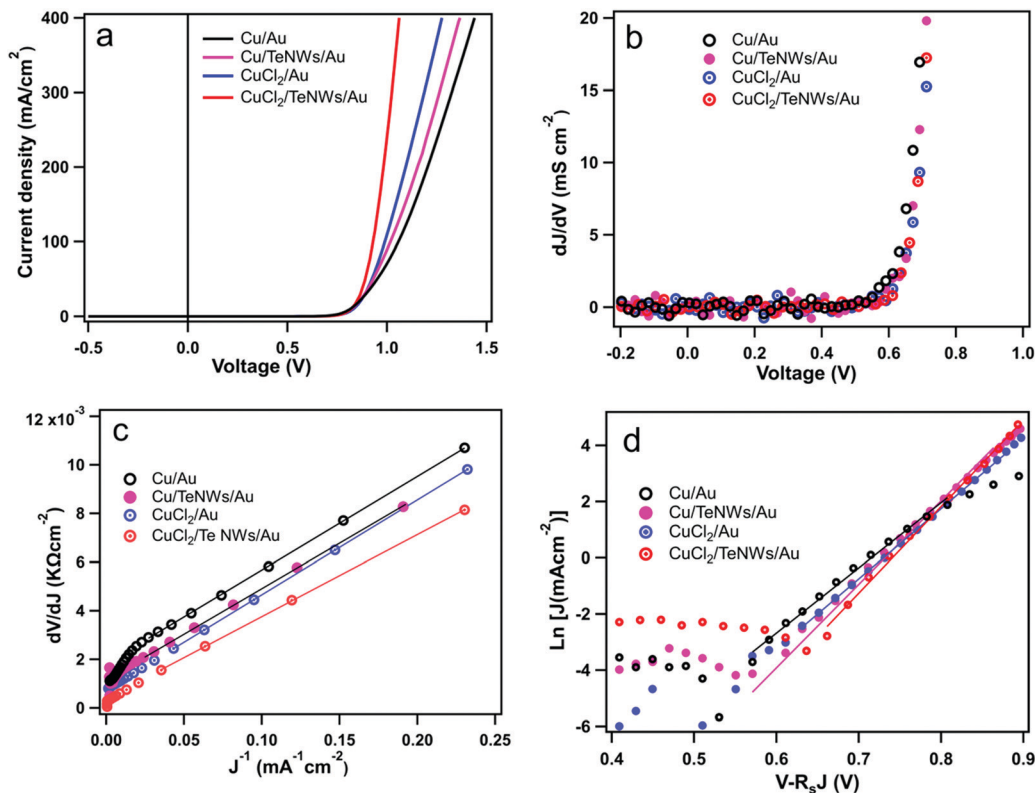 a
Current density (mA/cm²)
400
300
200
100
0
Cu/Au
Cu/TeNWs/Au
CuCl₂/Au
CuCl₂/TeNWs/Au
-0.5
0.0
0.5
1.0
1.5
Voltage (V)
b
dJ/dV (mS cm⁻²)
20
15
10
5
0
Cu/Au
Cu/TeNWs/Au
CuCl₂/Au
CuCl₂/TeNWs/Au
-0.2
0.0
0.2
0.4
0.6
0.8
1.0
Voltage (V)
c
dV/dJ (KΩcm⁻²)
12 x10⁻³
10
8
6
4
2
0
Cu/Au
Cu/TeNWs/Au
CuCl₂/Au
CuCl₂/Te NWs/Au
0.00
0.05
0.10
0.15
0.20
0.25
J⁻¹ (mA⁻¹cm⁻²)
d
Ln [J(mAcm⁻²)]
4
2
0
-2
-4
-6
Cu/Au
Cu/TeNWs/Au
CuCl₂/Au
CuCl₂/TeNWs/Au
0.4
0.5
0.6
0.7
0.8
0.9
V-RₛJ (V)